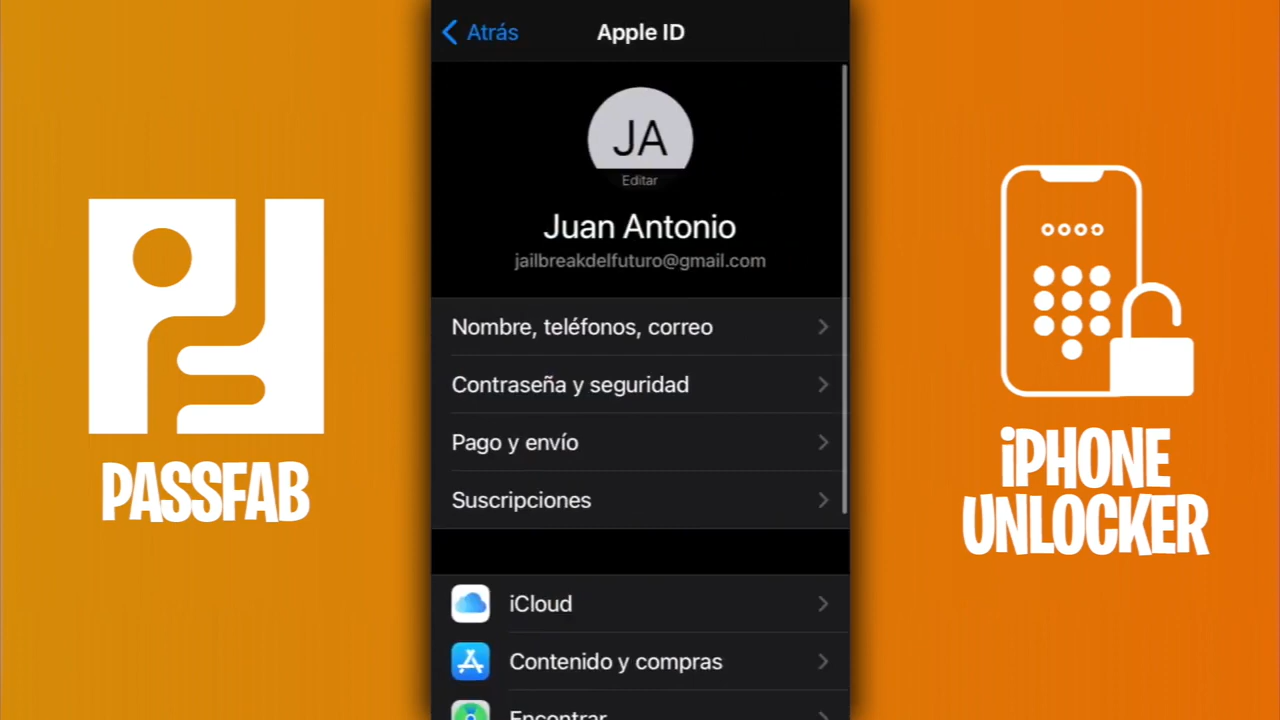 Atrás
Apple ID
JA
Editar
Juan Antonio
jailbreakdelfuturo@gmail.com
Nombre, teléfonos, correo
Contraseña y seguridad
Pago y envío
Suscripciones
iCloud
Contenido y compras
Encontrar
PASSFAB
iPHONE
UNLOCKER